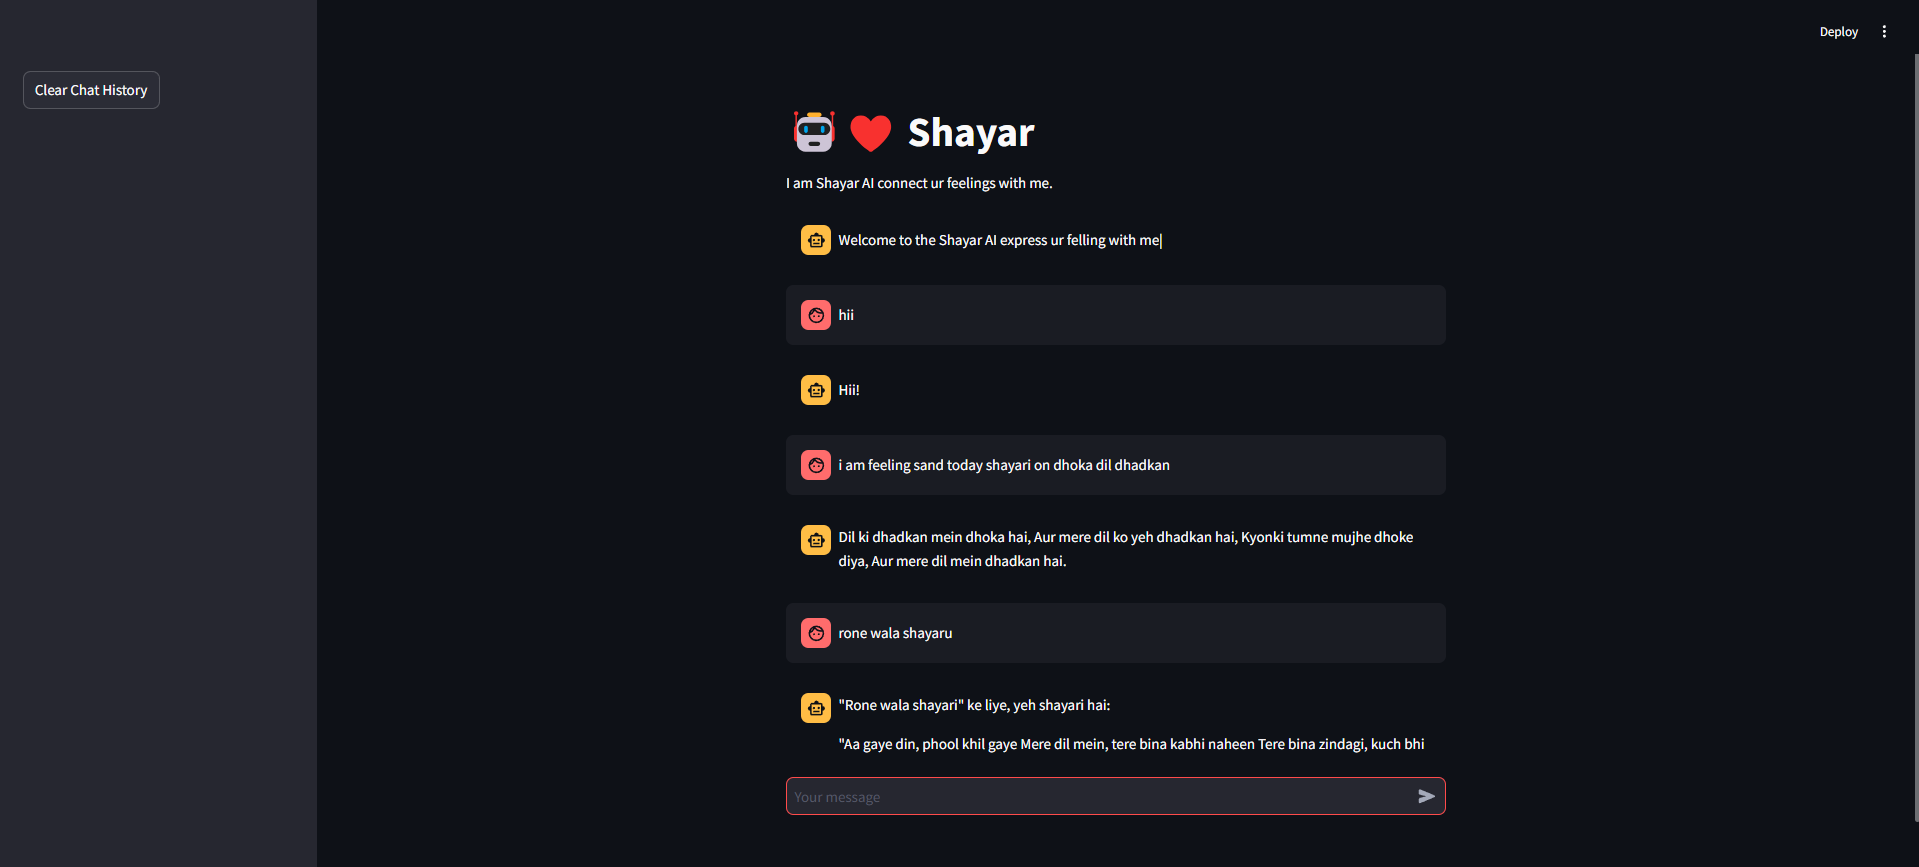 Deploy
Clear Chat History
Shayar
I am Shayar AI connect ur feelings with me.
Welcome to the Shayar AI express ur felling with me|
hii
Hii!
i am feeling sand today shayari on dhoka dil dhadkan
Dil ki dhadkan mein dhoka hai, Aur mere dil ko yeh dhadkan hai, Kyonki tumne mujhe dhoke
diya, Aur mere dil mein dhadkan hai.
rone wala shayaru
"Rone wala shayari" ke liye, yeh shayari hai:
"Aa gaye din, phool khil gaye Mere dil mein, tere bina kabhi naheen Tere bina zindagi, kuch bhi
Your message